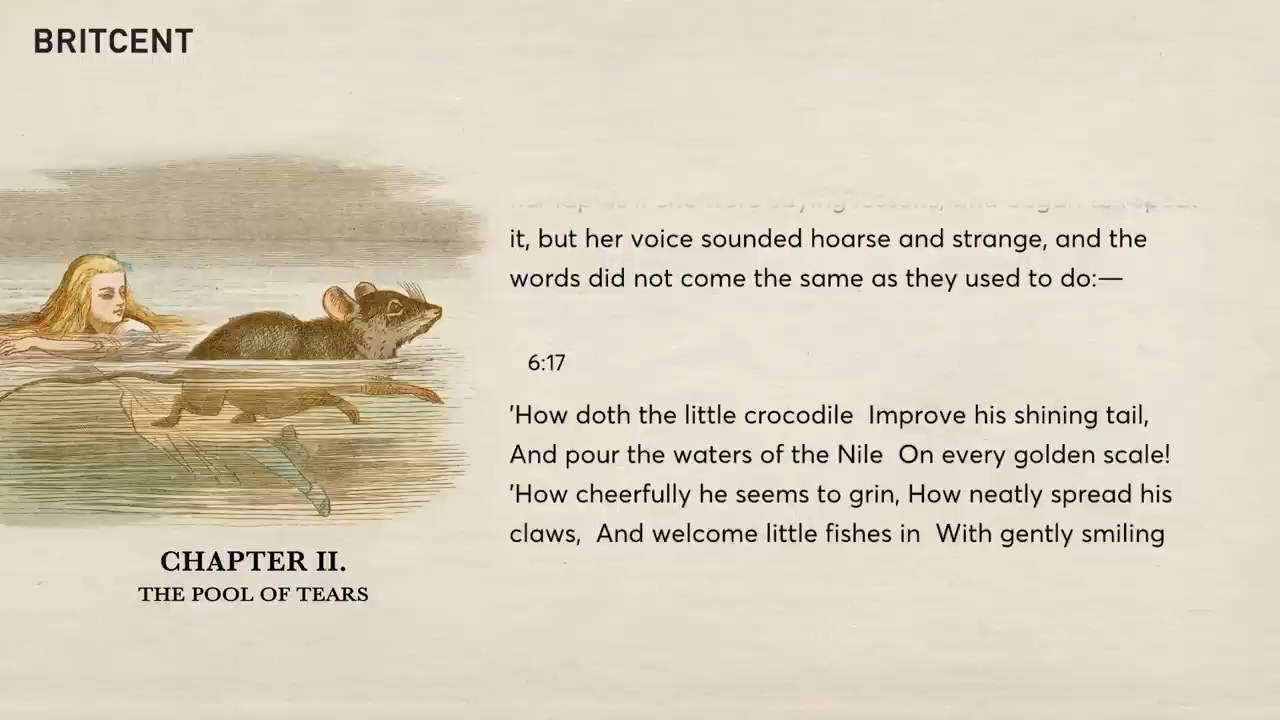 BRITCENT
it, but her voice sounded hoarse and strange, and the
words did not come the same as they used to do:—
6:17
'How doth the little crocodile  Improve his shining tail,
And pour the waters of the Nile  On every golden scale!
'How cheerfully he seems to grin, How neatly spread his
claws,  And welcome little fishes in  With gently smiling
CHAPTER II.
THE POOL OF TEARS